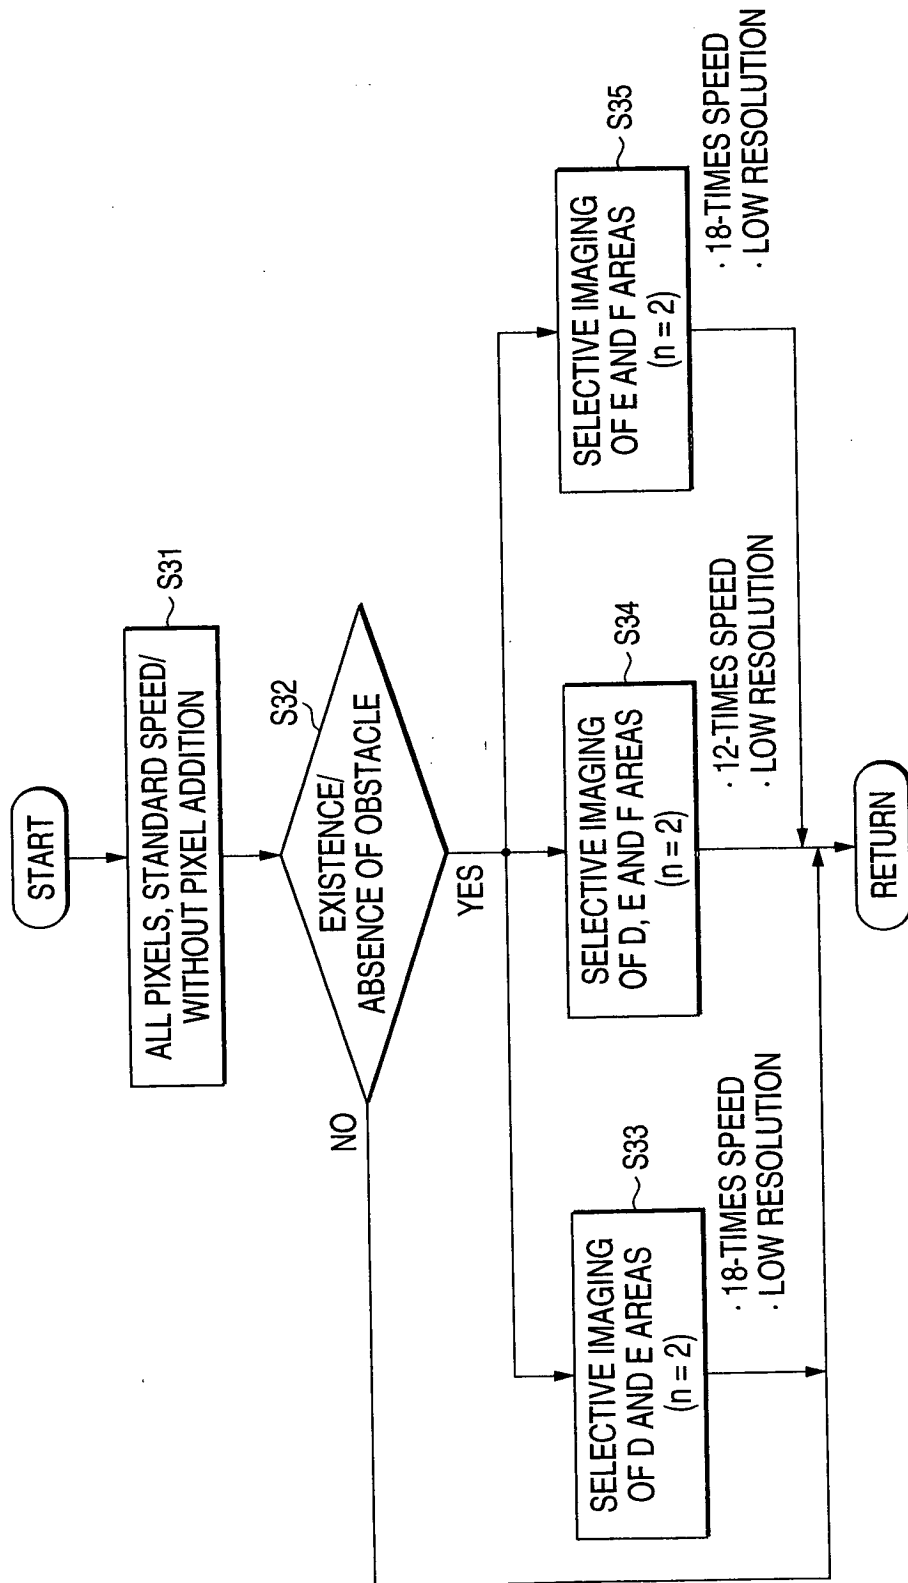 START
ALL PIXELS, STANDARD SPEED/
WITHOUT PIXEL ADDITION
S31
EXISTENCE/
ABSENCE OF OBSTACLE
S32
NO
YES
SELECTIVE IMAGING
OF D AND E AREAS
(n = 2)
S33
· 18-TIMES SPEED
· LOW RESOLUTION
SELECTIVE IMAGING
OF D, E AND F AREAS
(n = 2)
S34
· 12-TIMES SPEED
· LOW RESOLUTION
SELECTIVE IMAGING
OF E AND F AREAS
(n = 2)
S35
· 18-TIMES SPEED
· LOW RESOLUTION
RETURN